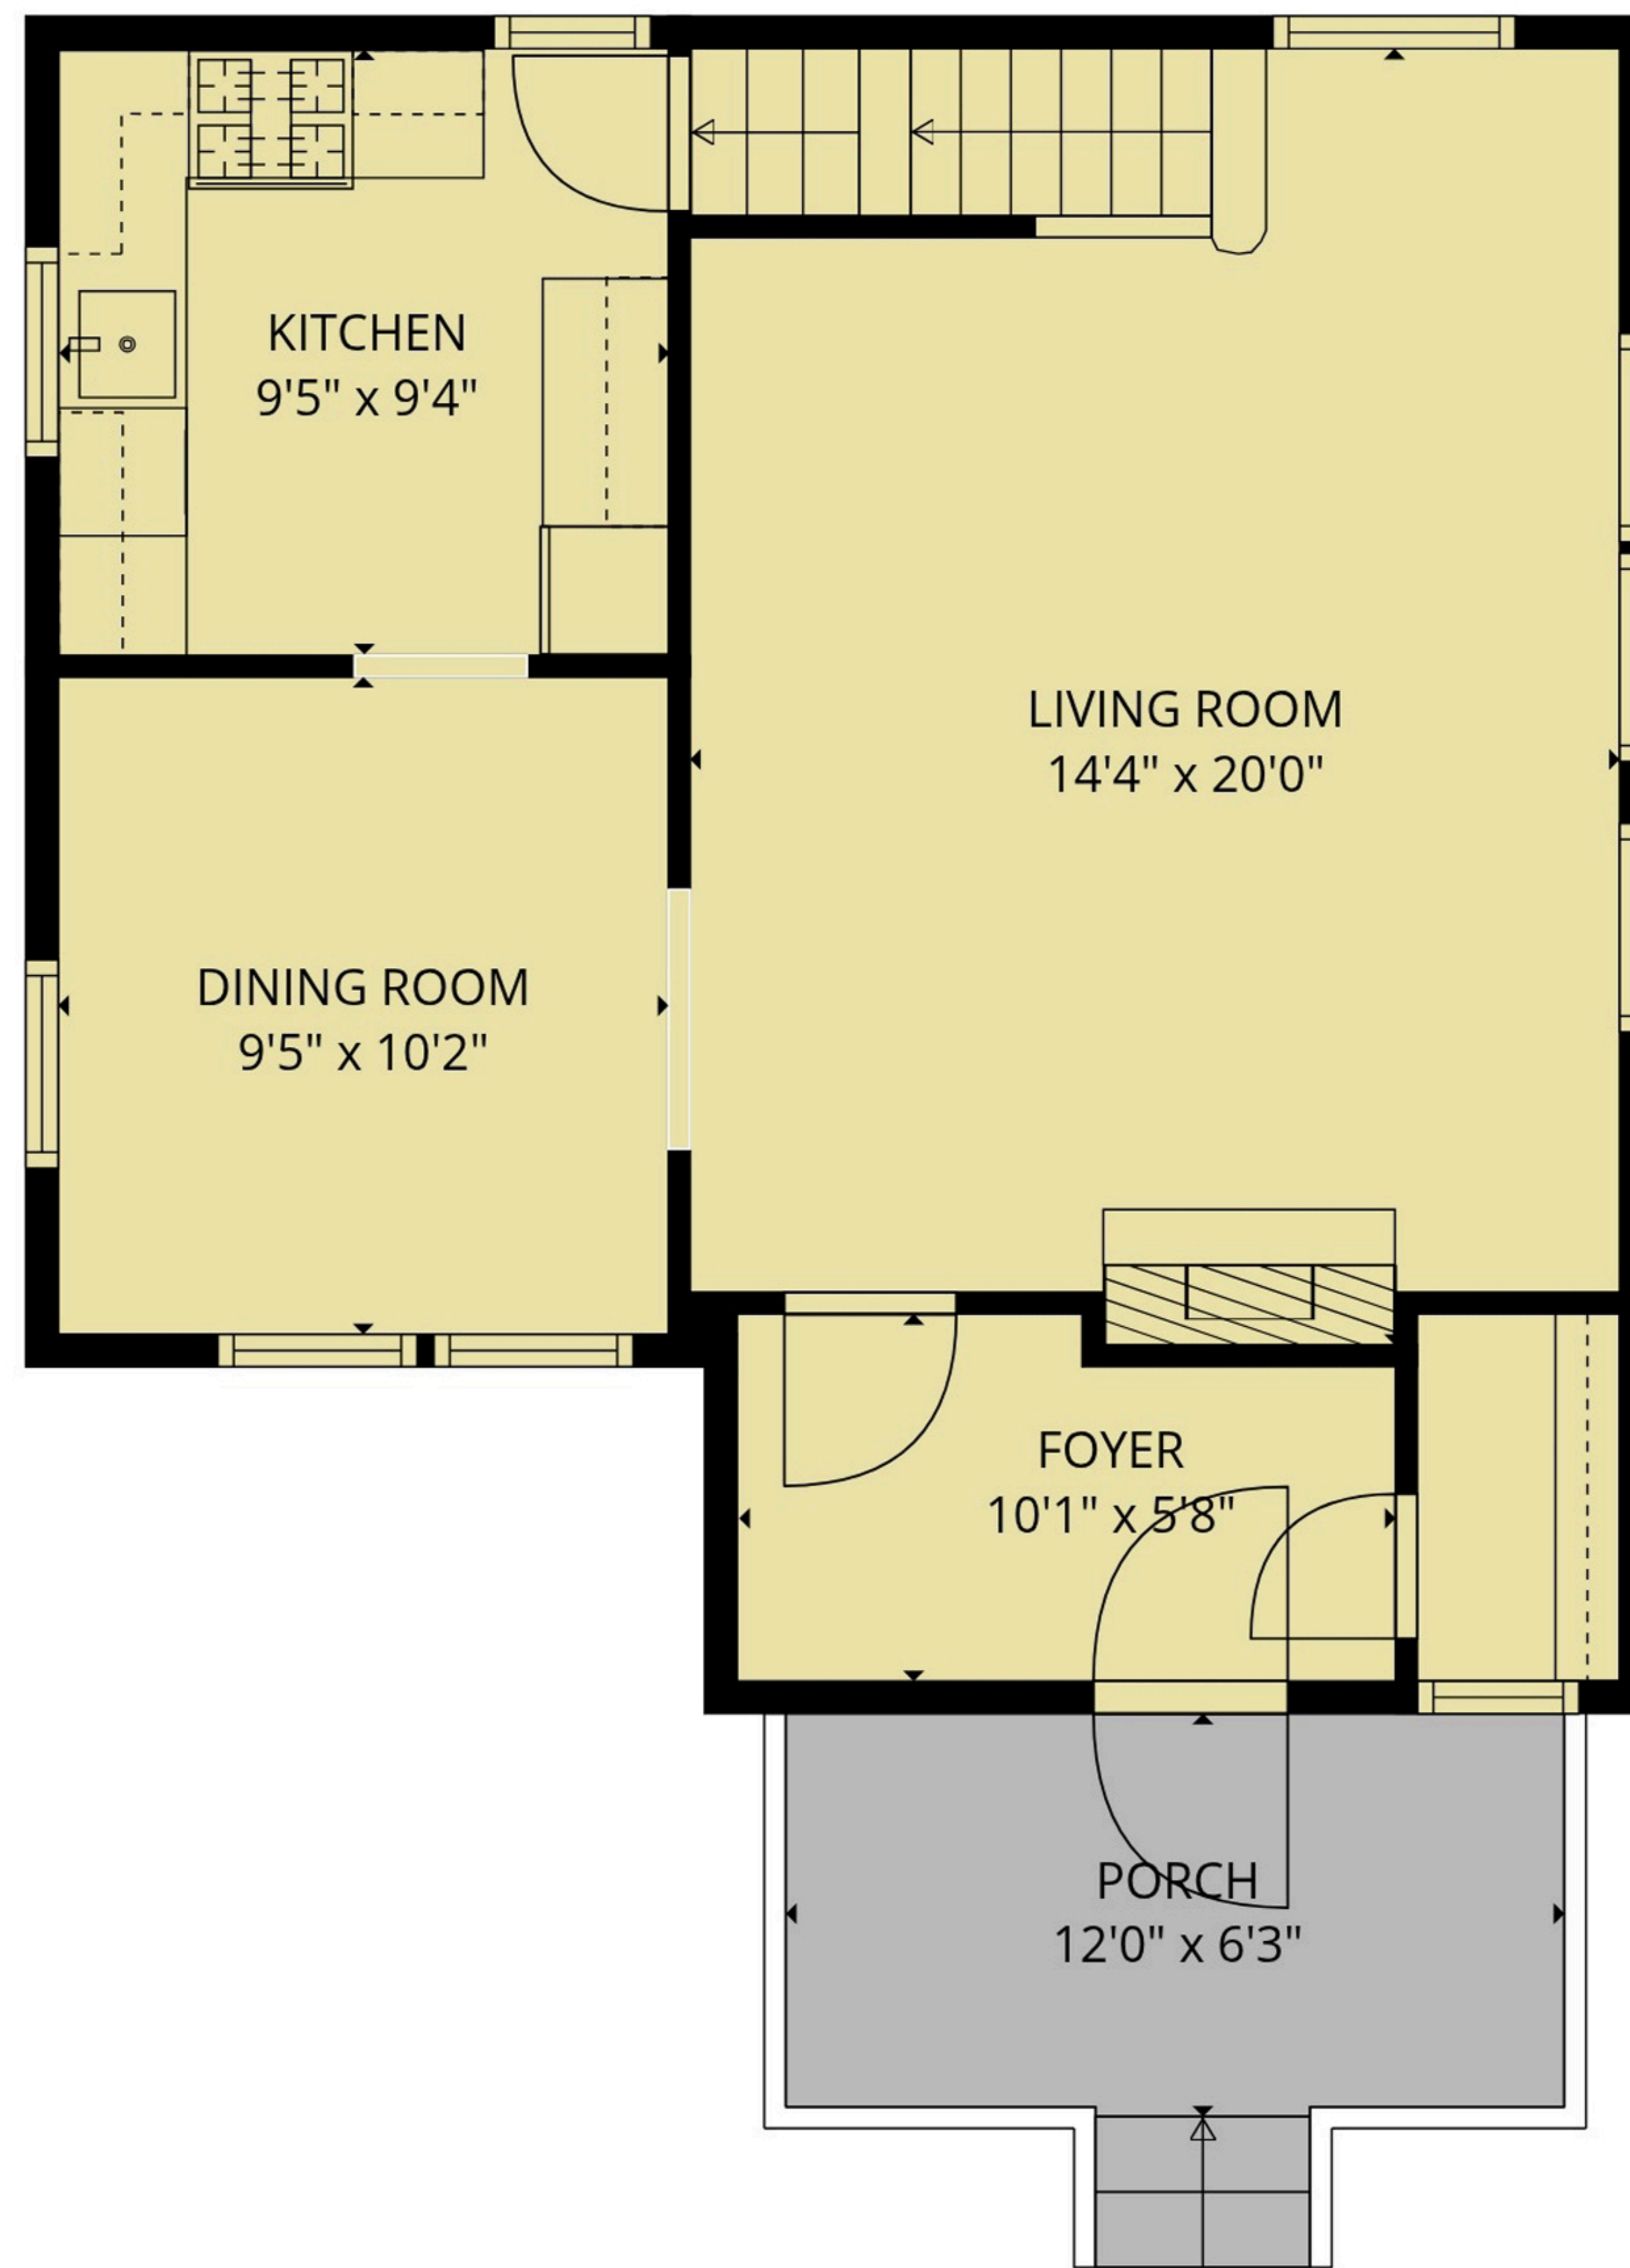 KITCHEN
9'5" x 9'4"
LIVING ROOM
14'4" x 20'0"
DINING ROOM
9'5" x 10'2"
FOYER
10'1" x 5'8"
PORCH
12'0" x 6'3"